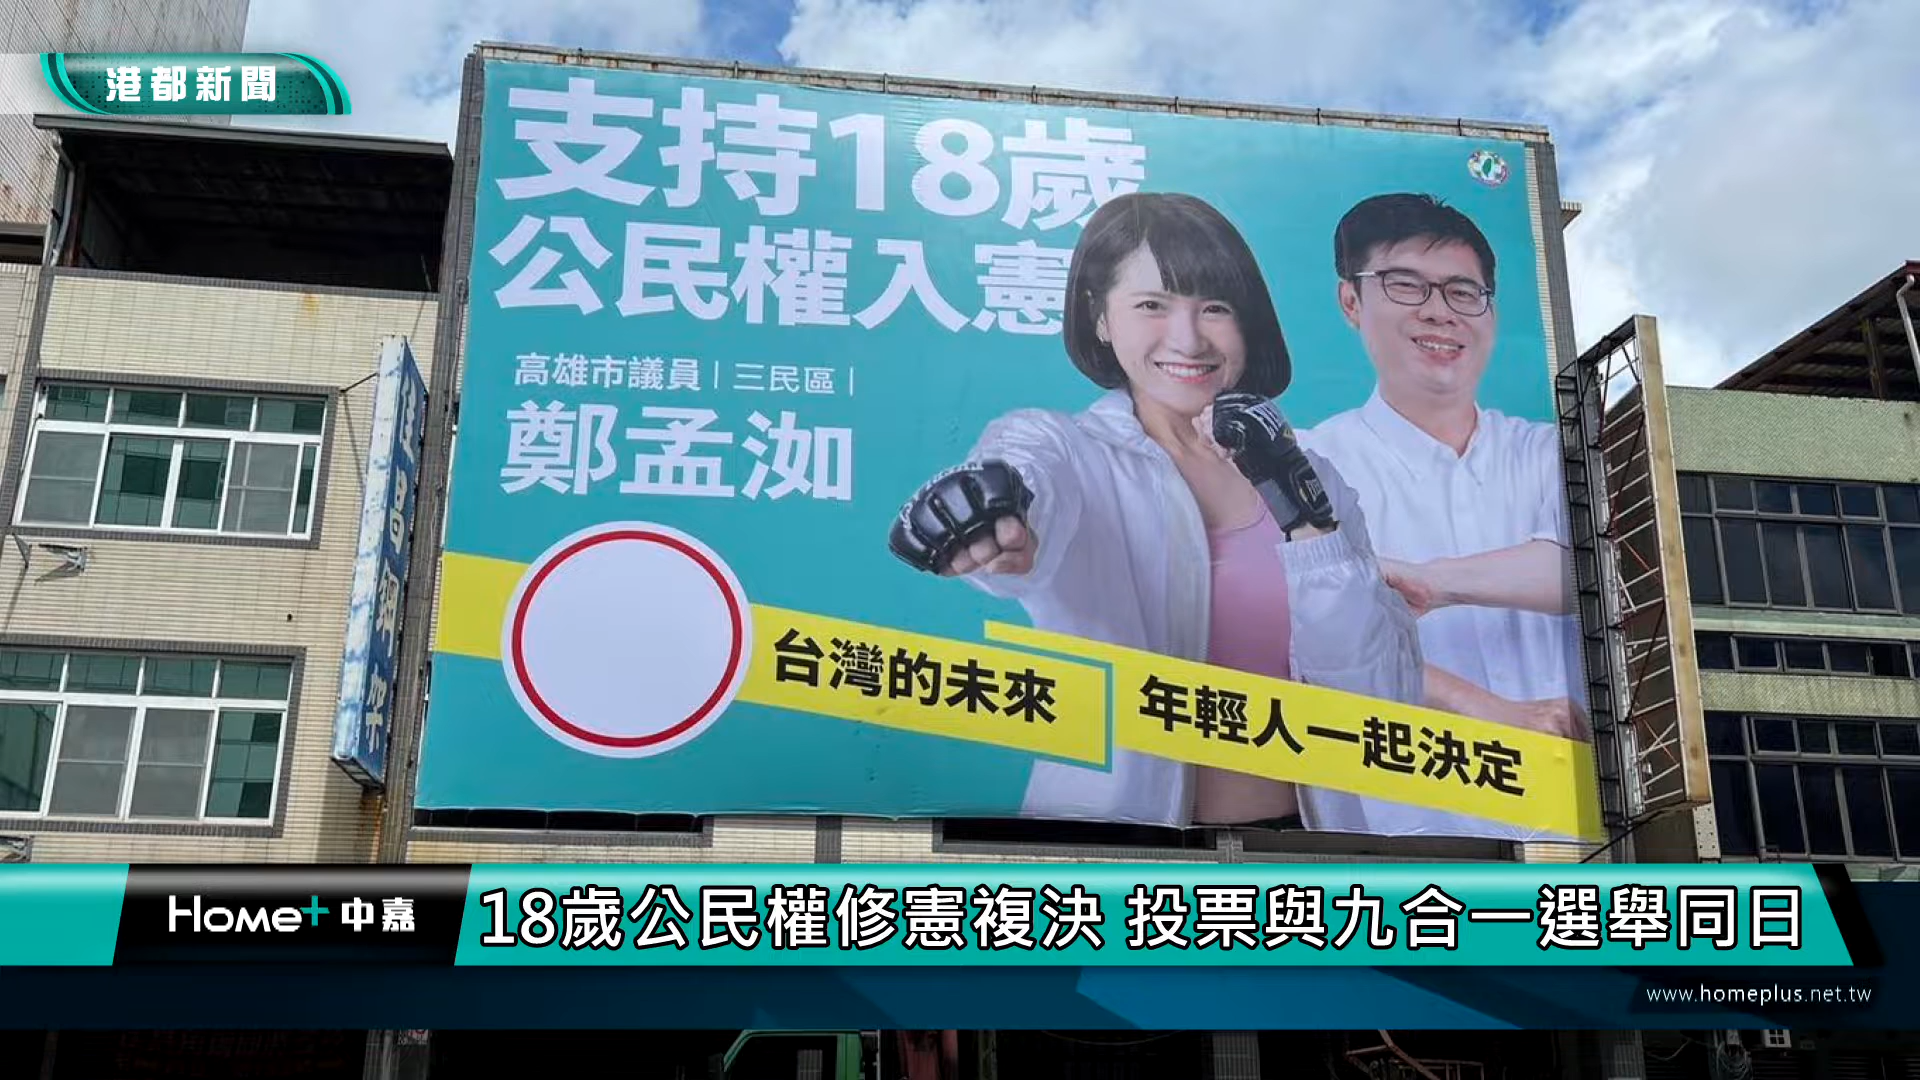 港都新聞
支持18歲
公民權入憲
高雄市議員|三民區|
鄭孟洳
台灣的未來
年輕人一起決定
Home+中嘉
18歲公民權修憲複決 投票與九合一選舉同日
www.homeplus.net.tw